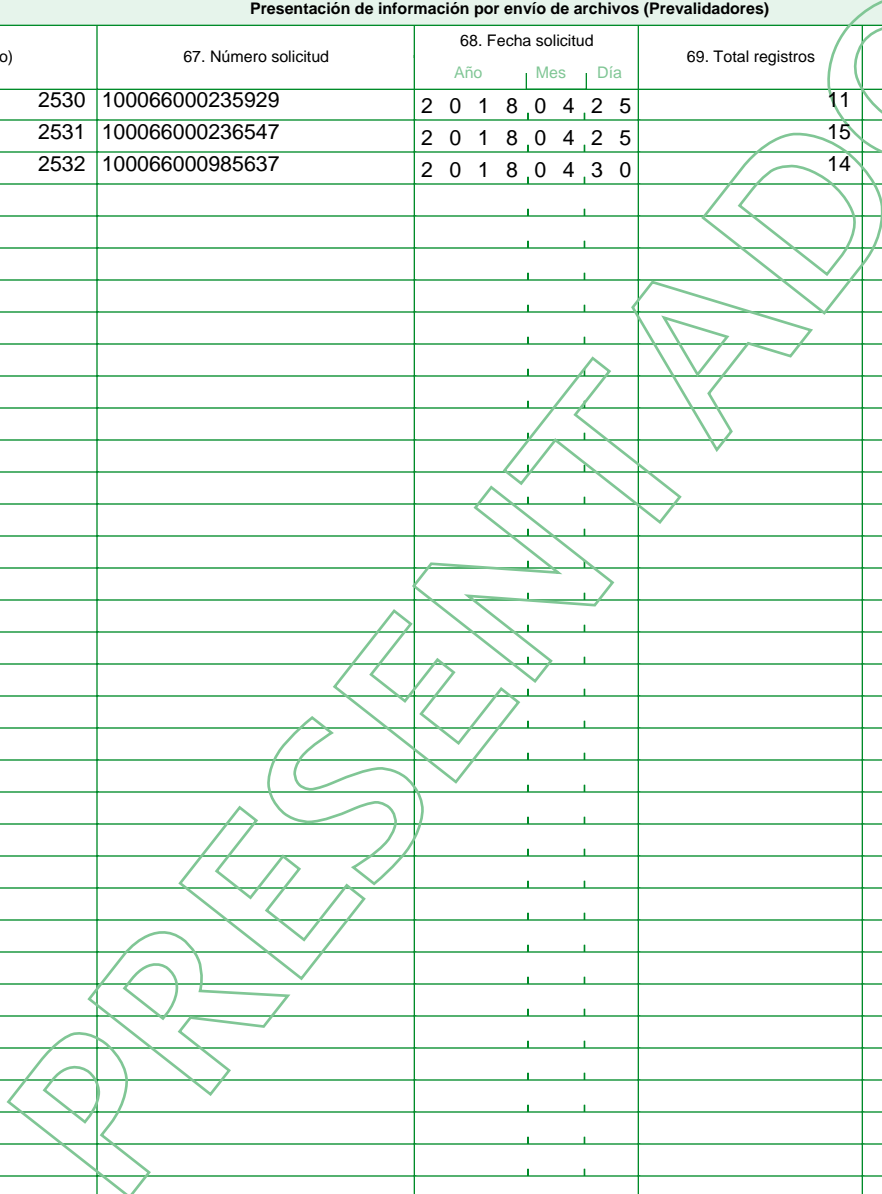 Presentación de información por envío de archivos (Prevalidadores)
o) 67. Número solicitud 68. Fecha solicitud 69. Total registros
Año Mes Día
2530 100066000235929 2 0 1 8 0 4 2 5 11
2531 100066000236547 2 0 1 8 0 4 2 5 15
2532 100066000985637 2 0 1 8 0 4 3 0 14
PRESENTADO